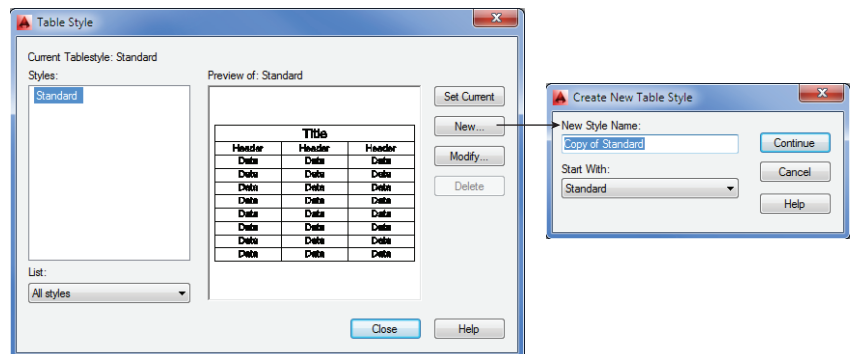 Table Style
Current Tablestyle: Standard
Styles:
Standard
List:
All styles
Preview of: Standard
Title
Header Header Header
Data Data Data
Data Data Data
Data Data Data
Data Data Data
Data Data Data
Data Data Data
Data Data Data
Data Data Data
Set Current
New...
Modify...
Delete
Close
Help
Create New Table Style
New Style Name:
Copy of Standard
Start With:
Standard
Continue
Cancel
Help